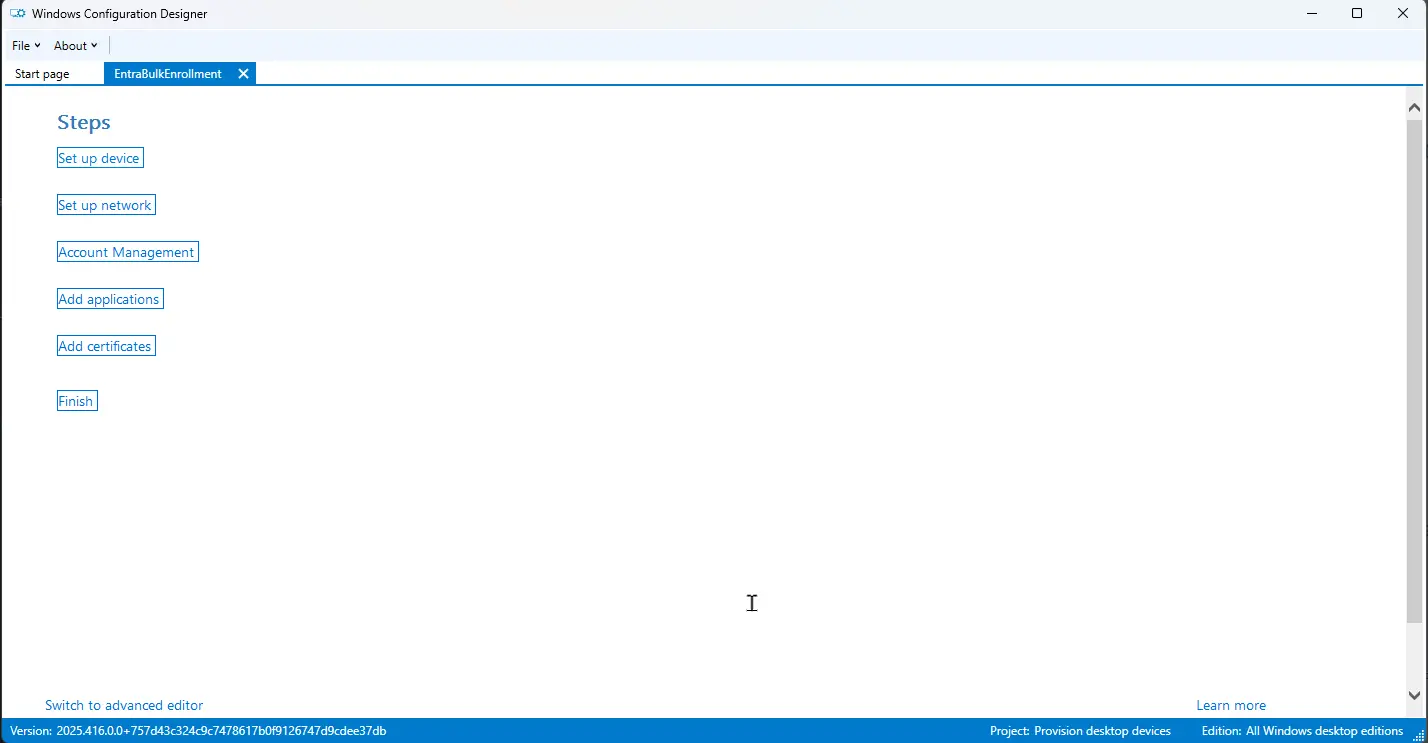 Windows Configuration Designer
File About
Start page EntraBulkEnrollment
Steps
Set up device
Set up network
Account Management
Add applications
Add certificates
Finish
Switch to advanced editor Learn more
Version: 2025.416.0.0+757d43c324c9c7478617b0f9126747d9cdee37db Project: Provision desktop devices Edition: All Windows desktop editions